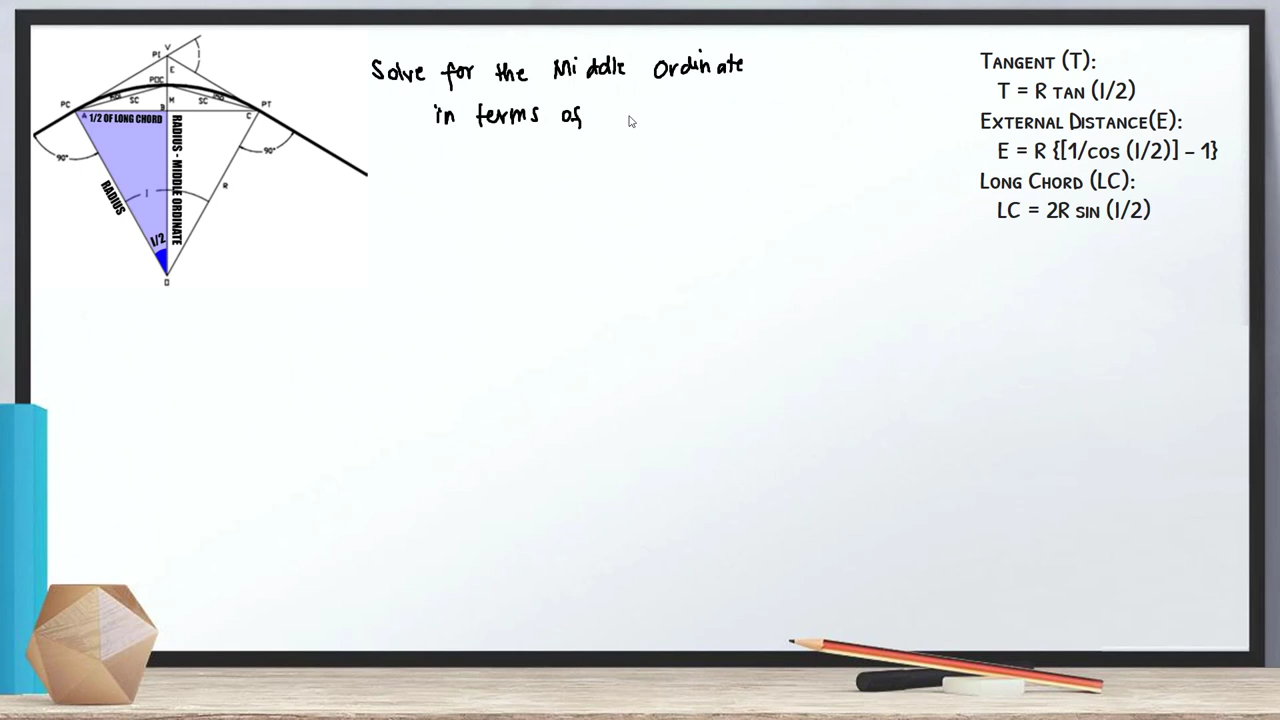 V
PI
I
E
POC
PC
SC
M
SC
PT
A
1/2 OF LONG CHORD
B
C
90°
90°
RADIUS - MIDDLE ORDINATE
RADIUS
I
R
I/2
O
Solve for the Middle Ordinate
in terms of
TANGENT (T):
T = R TAN (I/2)
EXTERNAL DISTANCE(E):
E = R {[1/cos (I/2)] – 1}
LONG CHORD (LC):
LC = 2R SIN (I/2)